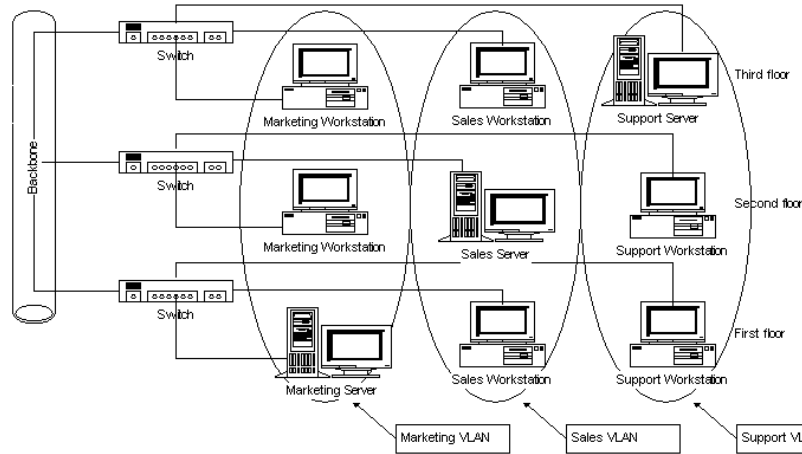 Switch
Marketing Workstation
Sales Workstation
Support Server
Third floor
Backbone
Switch
Marketing Workstation
Sales Server
Support Workstation
Second floor
Switch
Marketing Server
Sales Workstation
Support Workstation
First floor
Marketing VLAN
Sales VLAN
Support VL